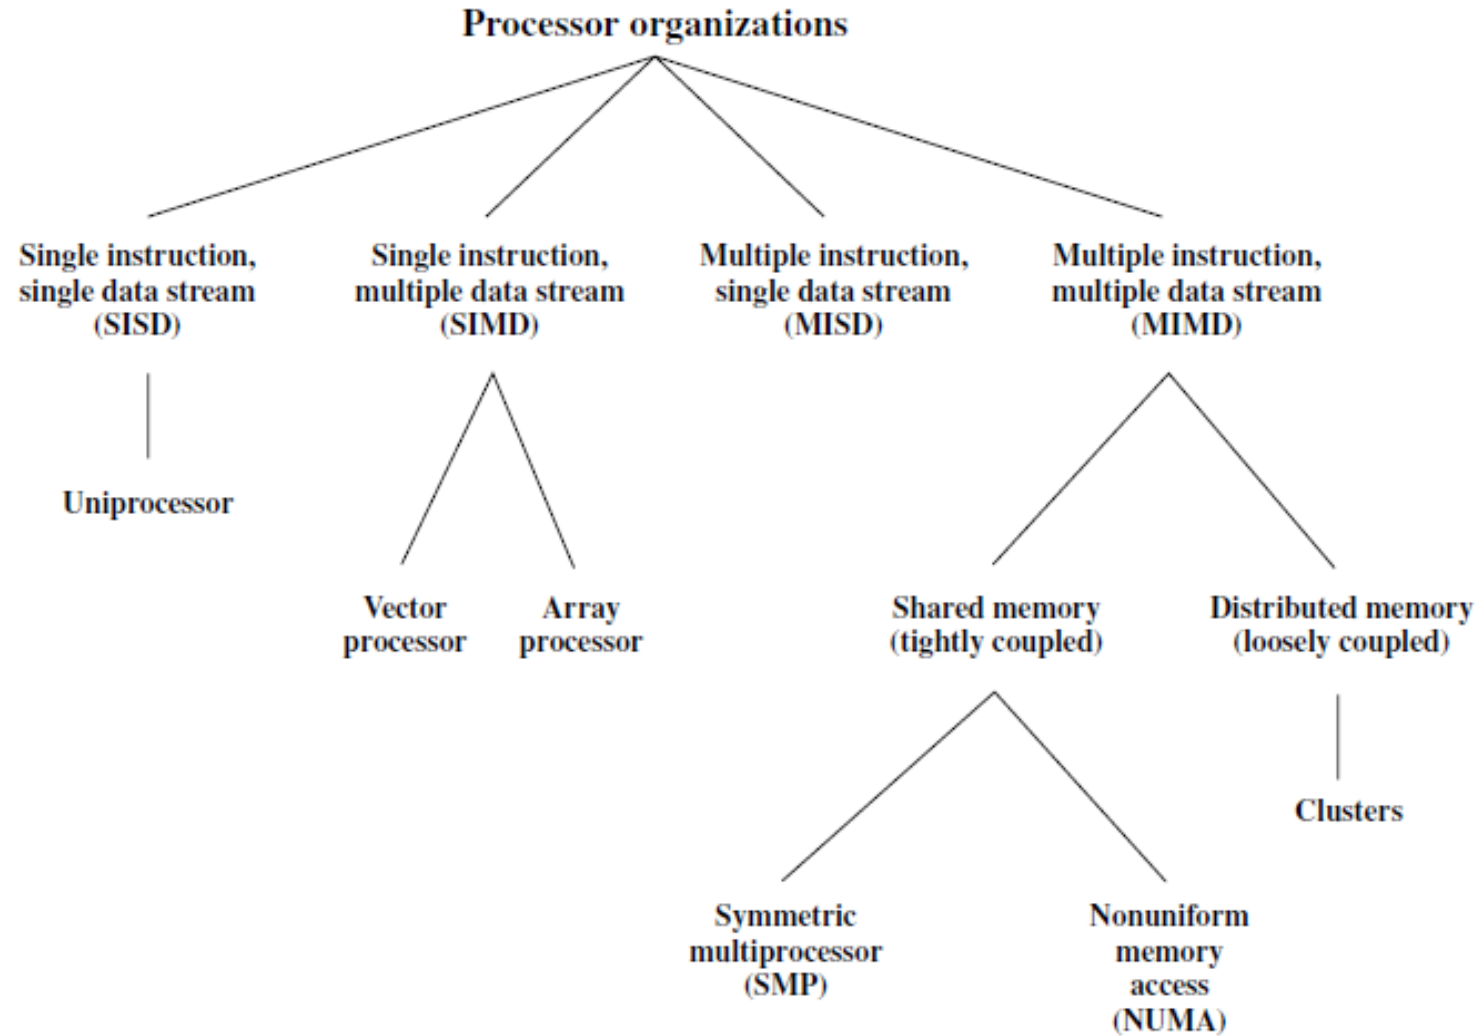 Processor organizations
Single instruction,
single data stream
(SISD)
Single instruction,
multiple data stream
(SIMD)
Multiple instruction,
single data stream
(MISD)
Multiple instruction,
multiple data stream
(MIMD)
Uniprocessor
Vector
processor
Array
processor
Shared memory
(tightly coupled)
Distributed memory
(loosely coupled)
Clusters
Symmetric
multiprocessor
(SMP)
Nonuniform
memory
access
(NUMA)